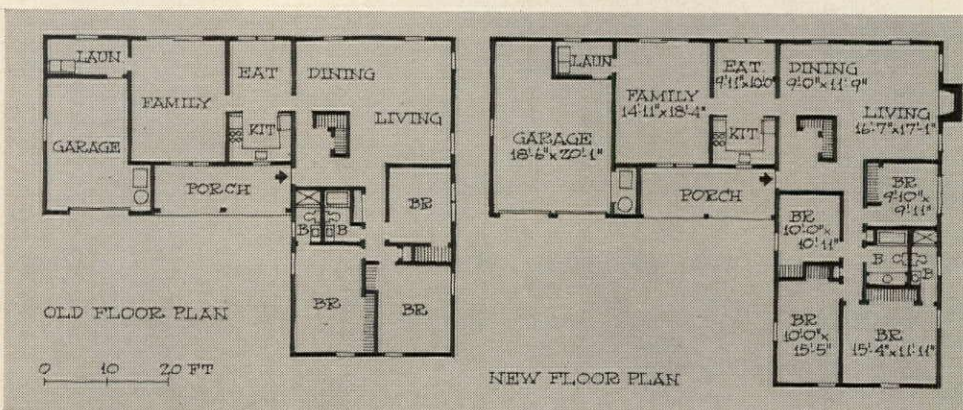 LAUN
EAT
DINING
FAMILY
LIVING
KIT
GARAGE
PORCH
BR
B
B
BR
BR
OLD FLOOR PLAN
0 10 20 FT
LAUN
EAT
9'-11"x10'0"
DINING
9'-0"x11'-9"
FAMILY
14'-11"x18'-4"
LIVING
16'-7"x17'-1"
KIT
GARAGE
18'-6"x20'-1"
PORCH
BR
9'-10"x
9'-11"
BR
10'-0"x
10'-11"
B
B
BR
10'-0"x
15'-5"
BR
15'-4"x11'-11"
NEW FLOOR PLAN